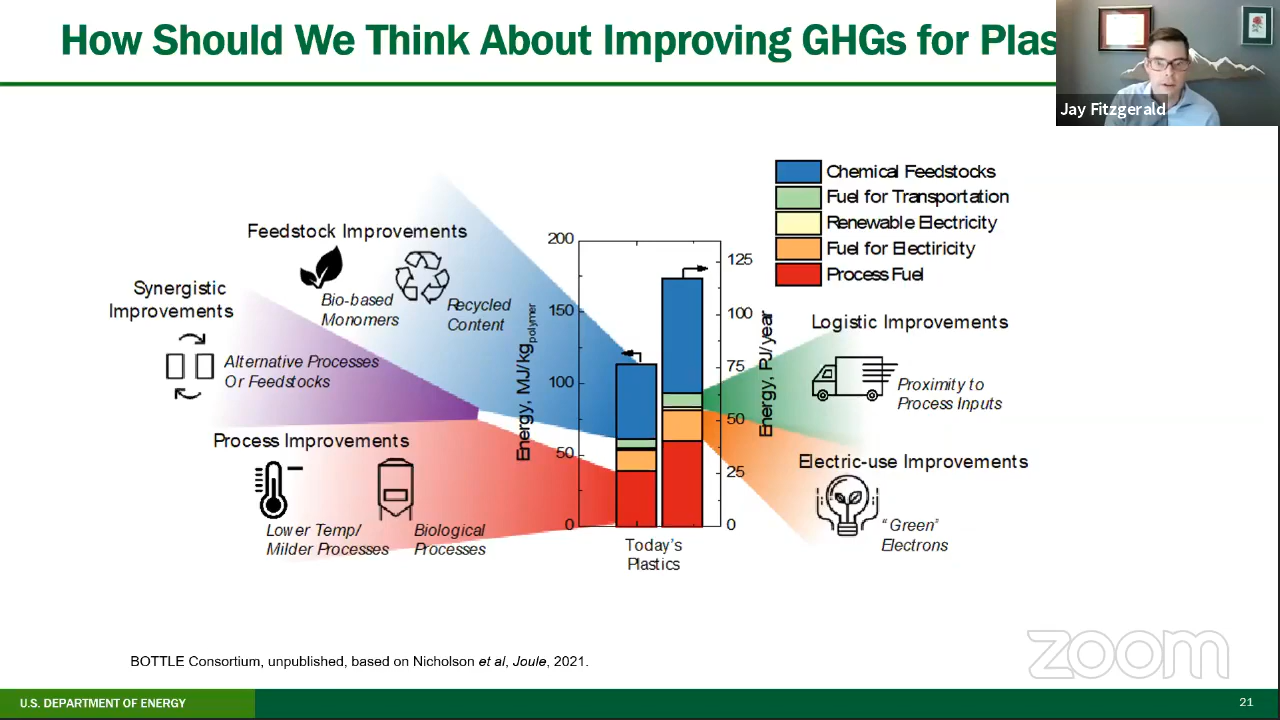 How Should We Think About Improving GHGs for Plas
Jay Fitzgerald
Chemical Feedstocks
Fuel for Transportation
Renewable Electricity
Fuel for Electiricity
Process Fuel
Feedstock Improvements
Bio-based
Monomers
Recycled
Content
Synergistic
Improvements
Alternative Processes
Or Feedstocks
Process Improvements
Lower Temp/
Milder Processes
Biological
Processes
Energy, MJ/kgpolymer
200
150
100
50
0
125
100
75
50
25
0
Energy, PJ/year
Today's
Plastics
Logistic Improvements
Proximity to
Process Inputs
Electric-use Improvements
"Green"
Electrons
BOTTLE Consortium, unpublished, based on Nicholson et al, Joule, 2021.
zoom
U.S. DEPARTMENT OF ENERGY
21